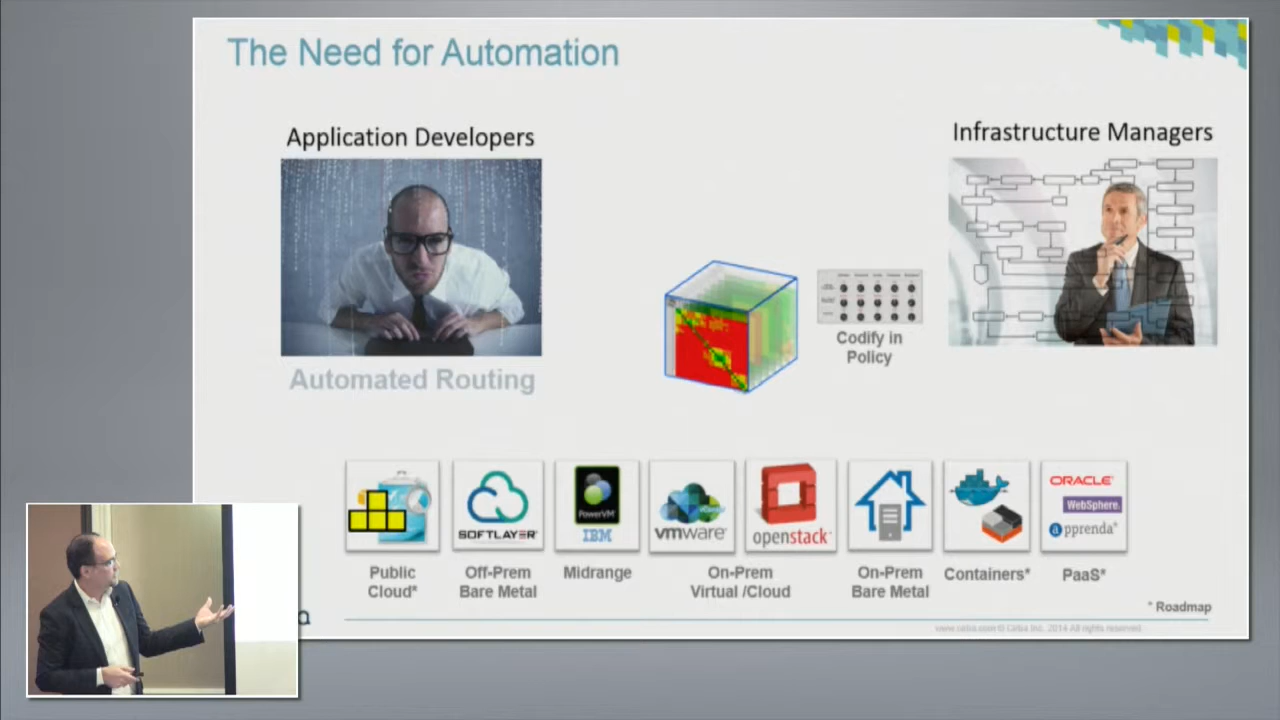 The Need for Automation
Application Developers
Infrastructure Managers
Codify in
Policy
Automated Routing
SOFTLAYER
PowerVM
IBM
vmware
openstack
ORACLE
WebSphere.
apprenda
Public
Cloud*
Off-Prem
Bare Metal
Midrange
On-Prem
Virtual /Cloud
On-Prem
Bare Metal
Containers*
PaaS*
* Roadmap
a